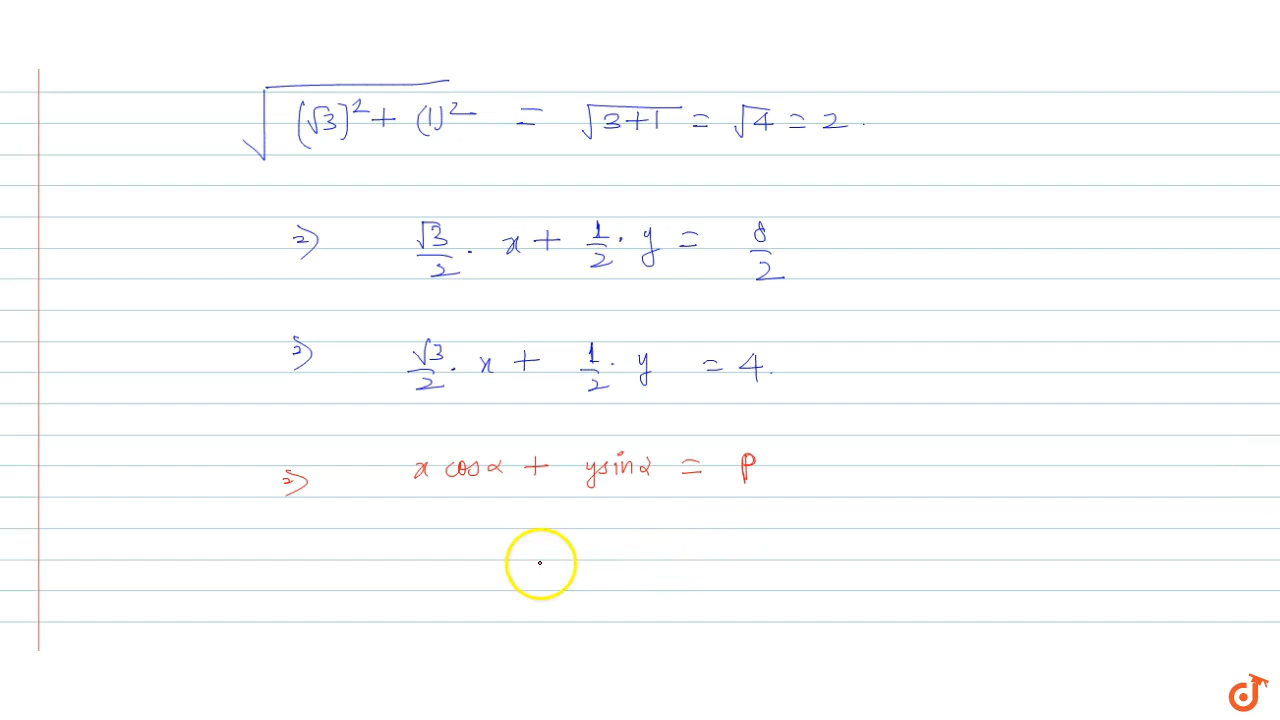 √((√3)² + (1)²) = √(3+1) = √4 = 2.
⇒ √3/2 · x + 1/2 · y = 8/2
⇒ √3/2 · x + 1/2 · y = 4.
⇒ x cosα + y sinα = p